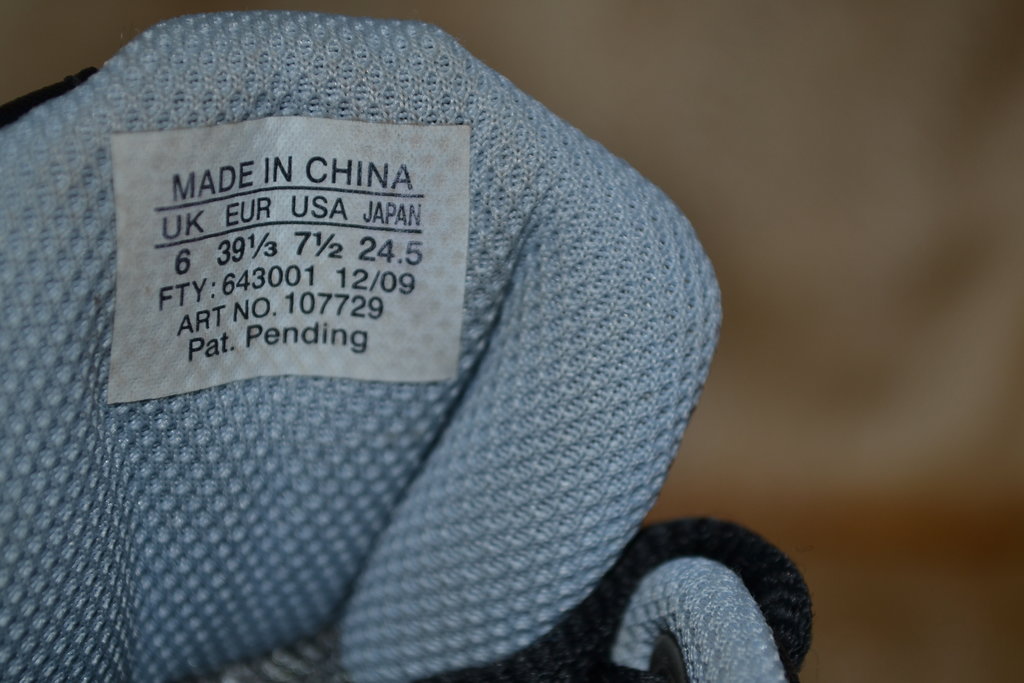 MADE IN CHINA
UK EUR USA JAPAN
6 39⅓ 7½ 24.5
FTY: 643001 12/09
ART NO. 107729
Pat. Pending